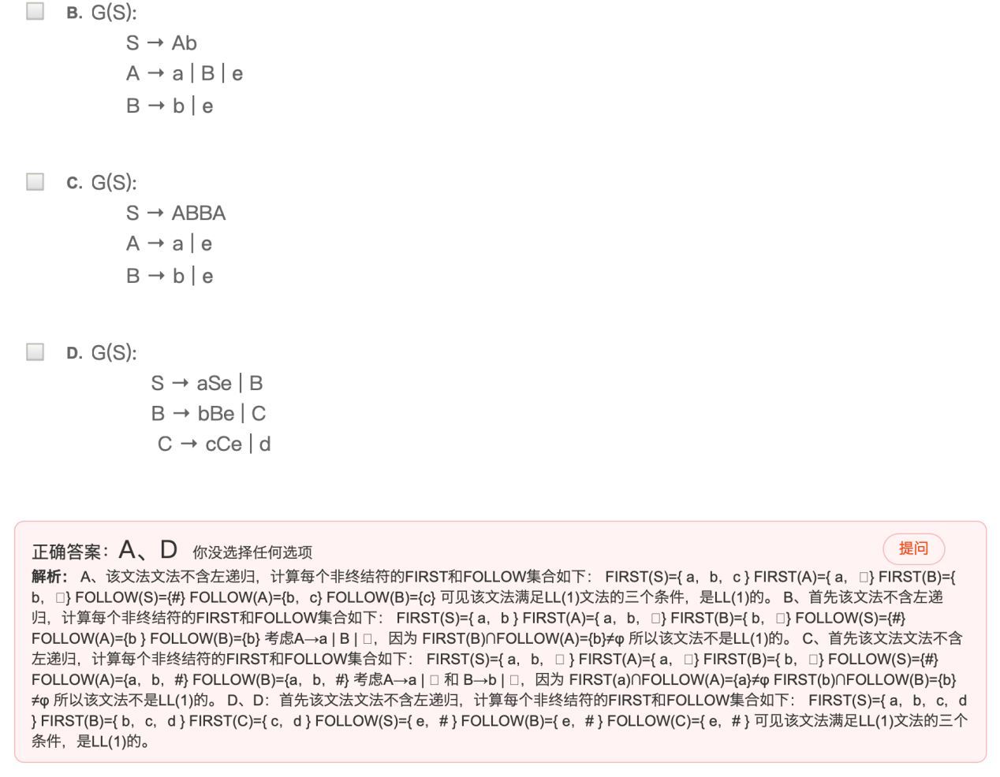 B. G(S):
S → Ab
A → a | B | e
B → b | e
C. G(S):
S → ABBA
A → a | e
B → b | e
D. G(S):
S → aSe | B
B → bBe | C
C → cCe | d
正确答案：A、D 你没选择任何选项 提问
解析： A、该文法文法不含左递归，计算每个非终结符的FIRST和FOLLOW集合如下： FIRST(S)={ a，b，c } FIRST(A)={ a，□} FIRST(B)={
b，□} FOLLOW(S)={#} FOLLOW(A)={b，c} FOLLOW(B)={c} 可见该文法满足LL(1)文法的三个条件，是LL(1)的。 B、首先该文法不含左递
归，计算每个非终结符的FIRST和FOLLOW集合如下： FIRST(S)={ a，b } FIRST(A)={ a，b，□} FIRST(B)={ b，□} FOLLOW(S)={#}
FOLLOW(A)={b } FOLLOW(B)={b} 考虑A→a | B | □，因为 FIRST(B)∩FOLLOW(A)={b}≠φ 所以该文法不是LL(1)的。 C、首先该文法文法不含
左递归，计算每个非终结符的FIRST和FOLLOW集合如下： FIRST(S)={ a，b，□ } FIRST(A)={ a，□} FIRST(B)={ b，□} FOLLOW(S)={#}
FOLLOW(A)={a，b，#} FOLLOW(B)={a，b，#} 考虑A→a | □ 和 B→b | □，因为 FIRST(a)∩FOLLOW(A)={a}≠φ FIRST(b)∩FOLLOW(B)={b}
≠φ 所以该文法不是LL(1)的。 D、D：首先该文法文法不含左递归，计算每个非终结符的FIRST和FOLLOW集合如下： FIRST(S)={ a，b，c，d
} FIRST(B)={ b，c，d } FIRST(C)={ c，d } FOLLOW(S)={ e，# } FOLLOW(B)={ e，# } FOLLOW(C)={ e，# } 可见该文法满足LL(1)文法的三个
条件，是LL(1)的。